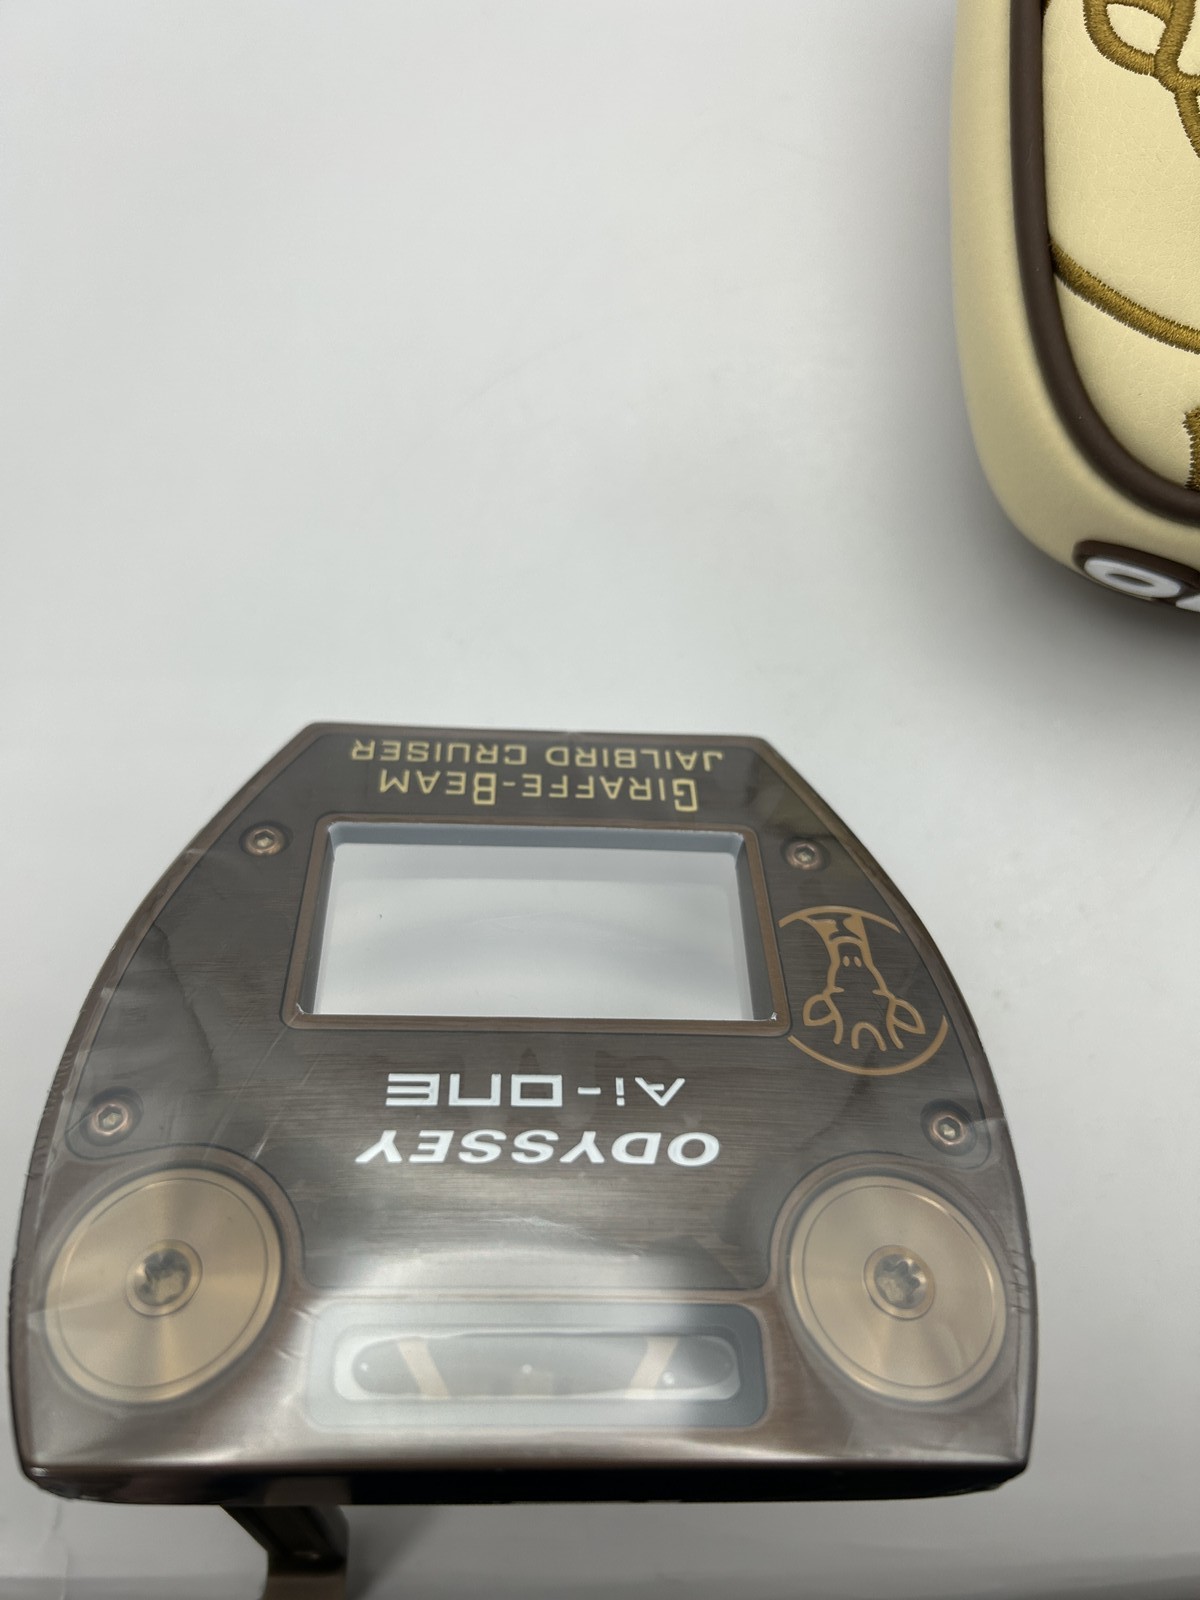 ODYSSEY
Ai-ONE
GIRAFFE-BEAM
JAILBIRD CRUISER